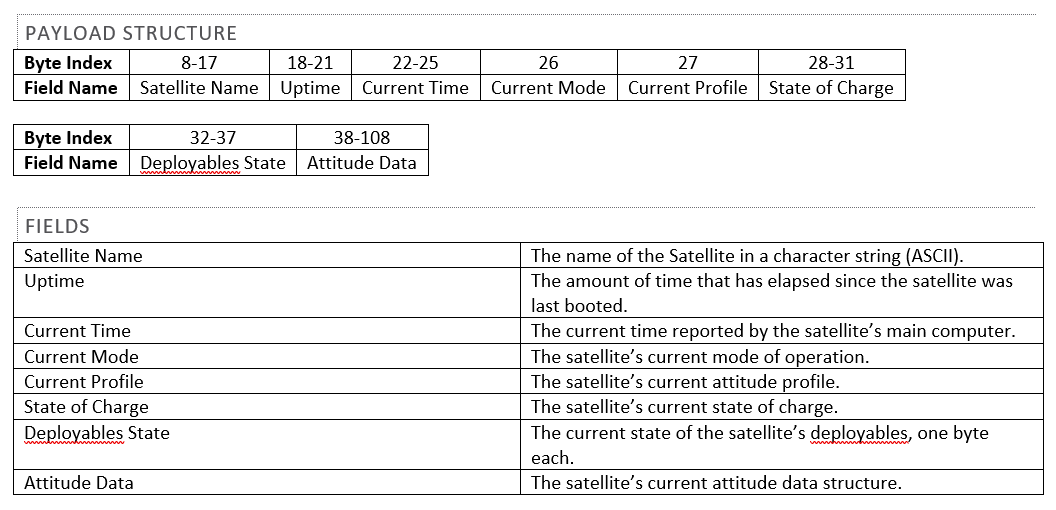 PAYLOAD STRUCTURE
Byte Index 8-17 18-21 22-25 26 27 28-31
Field Name Satellite Name Uptime Current Time Current Mode Current Profile State of Charge
Byte Index 32-37 38-108
Field Name Deployables State Attitude Data
FIELDS
Satellite Name The name of the Satellite in a character string (ASCII).
Uptime The amount of time that has elapsed since the satellite was
last booted.
Current Time The current time reported by the satellite's main computer.
Current Mode The satellite's current mode of operation.
Current Profile The satellite's current attitude profile.
State of Charge The satellite's current state of charge.
Deployables State The current state of the satellite's deployables, one byte
each.
Attitude Data The satellite's current attitude data structure.